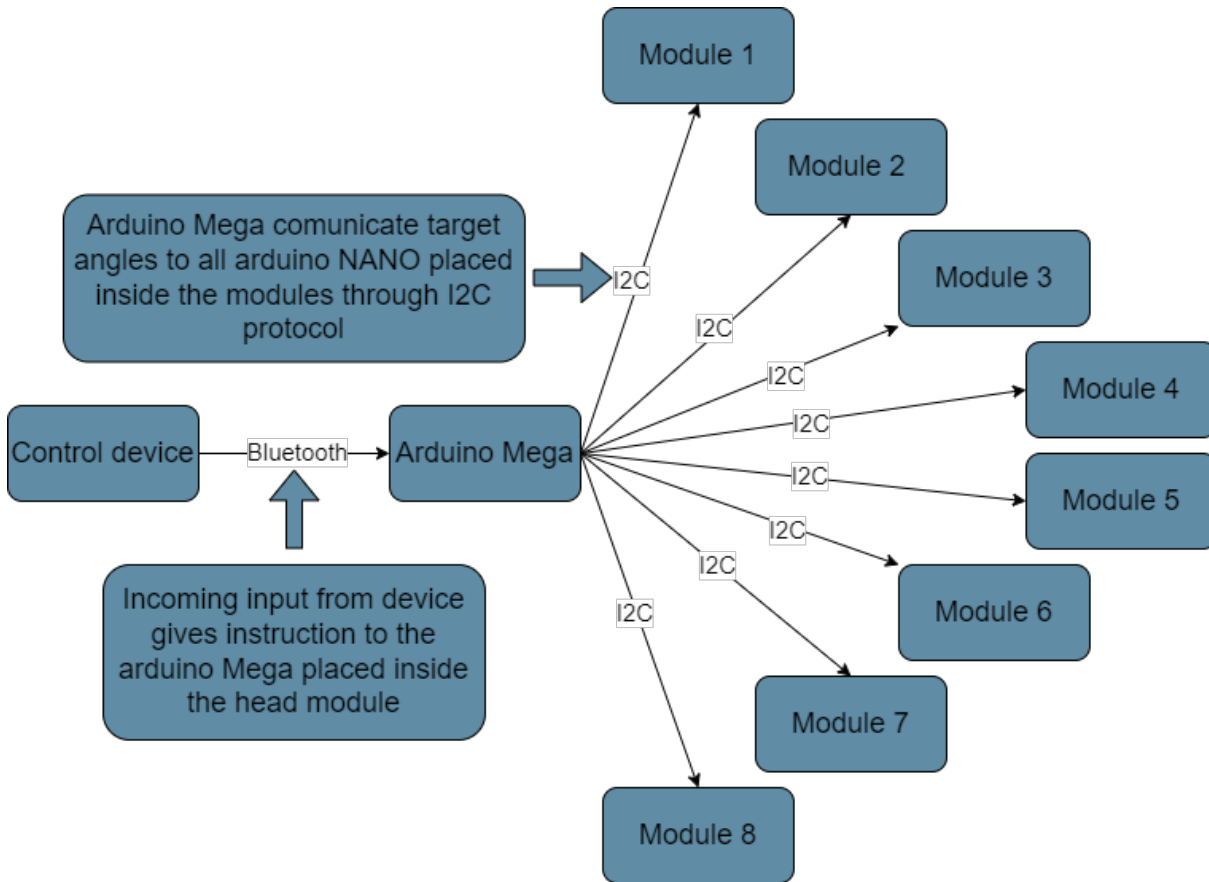 Module 1
Module 2
Arduino Mega comunicate target
angles to all arduino NANO placed
inside the modules through I2C
protocol
I2C
Module 3
I2C
I2C
Module 4
I2C
Control device
Bluetooth
Arduino Mega
I2C
Module 5
I2C
I2C
Incoming input from device
gives instruction to the
arduino Mega placed inside
the head module
I2C
Module 6
Module 7
Module 8